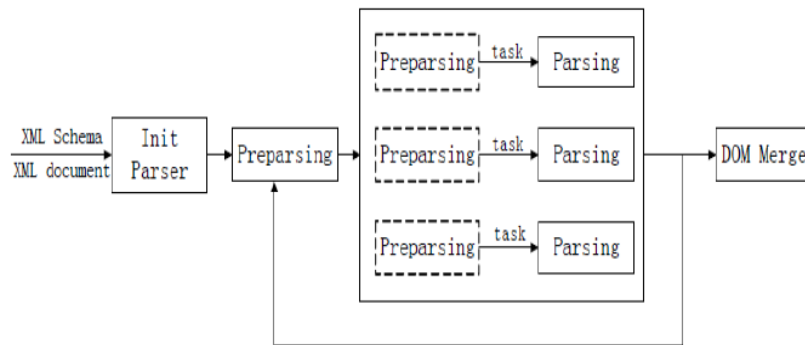 XML Schema
XML document
Init
Parser
Preparsing
Preparsing
task
Parsing
Preparsing
task
Parsing
Preparsing
task
Parsing
DOM Merge